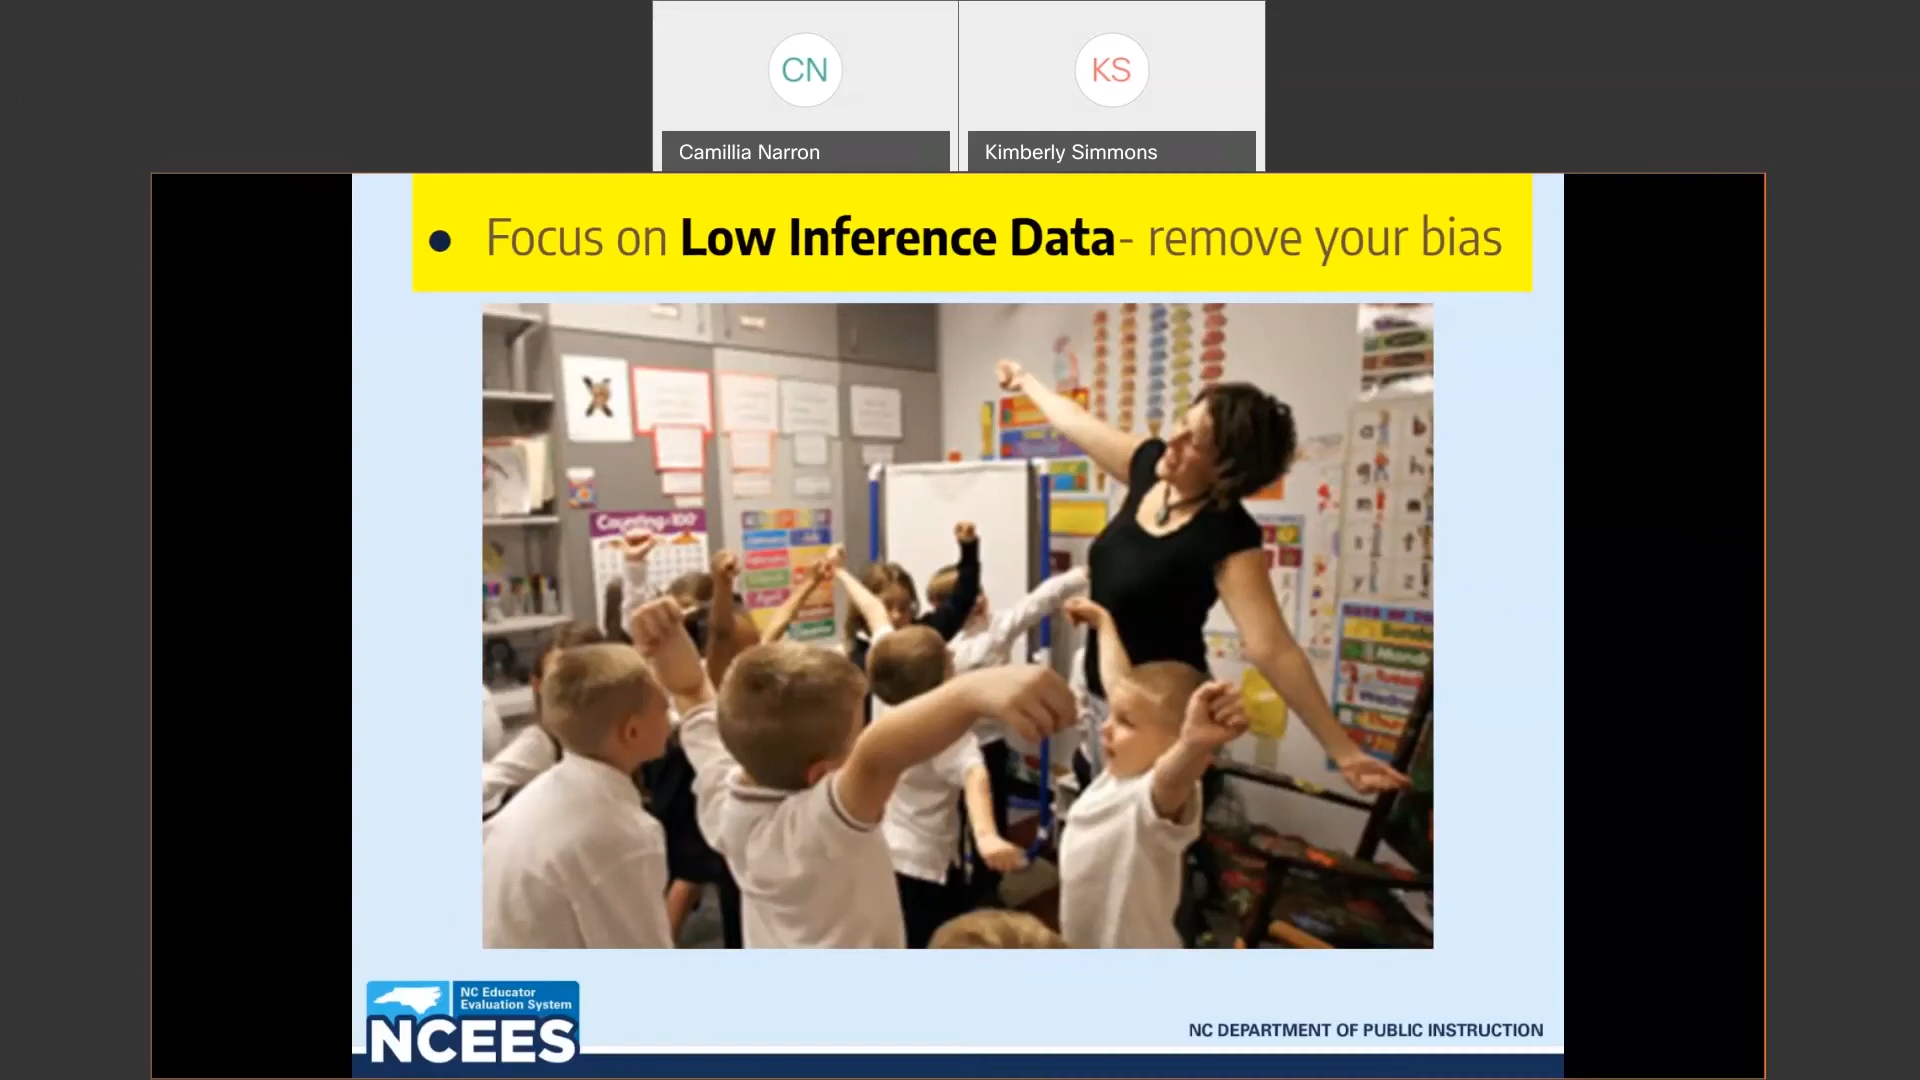 CN
KS
Camillia Narron
Kimberly Simmons
• Focus on Low Inference Data- remove your bias
Counting 100
April
NC Educator
Evaluation System
NCEES
NC DEPARTMENT OF PUBLIC INSTRUCTION